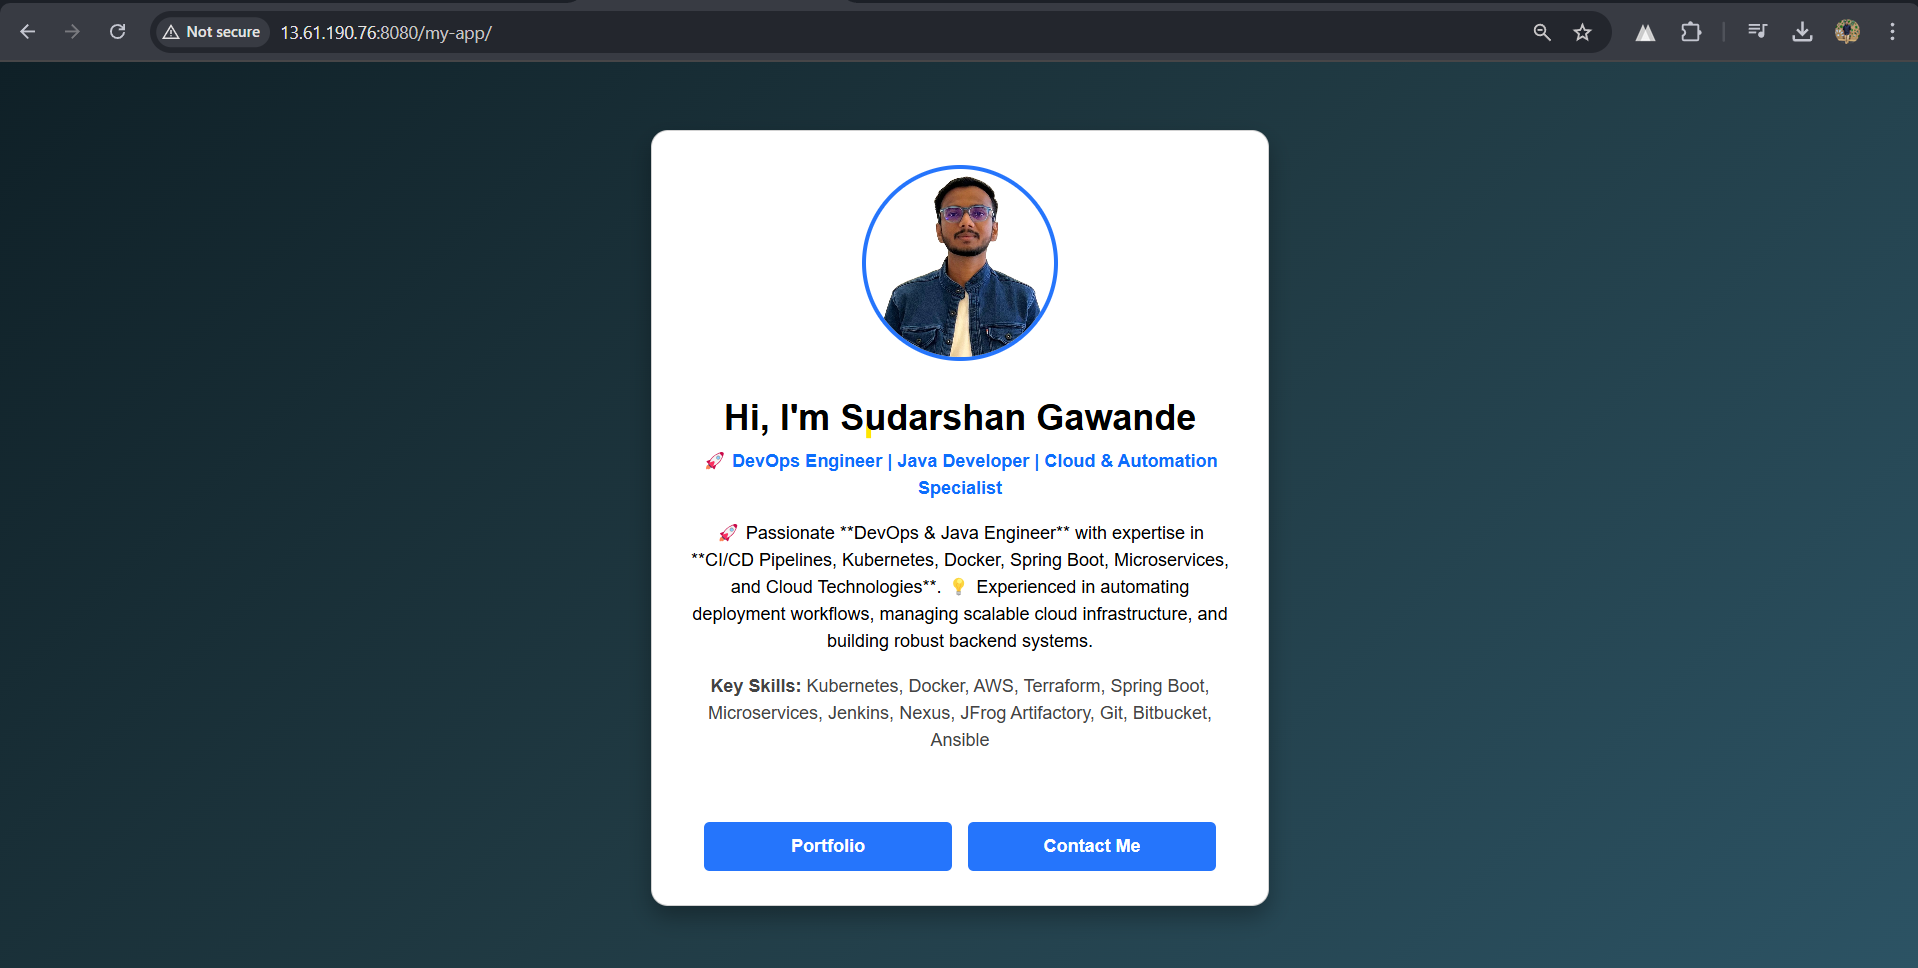 Not secure 13.61.190.76:8080/my-app/
Hi, I'm Sudarshan Gawande
🚀 DevOps Engineer | Java Developer | Cloud & Automation
Specialist
🚀 Passionate **DevOps & Java Engineer** with expertise in
**CI/CD Pipelines, Kubernetes, Docker, Spring Boot, Microservices,
and Cloud Technologies**. 💡 Experienced in automating
deployment workflows, managing scalable cloud infrastructure, and
building robust backend systems.
Key Skills: Kubernetes, Docker, AWS, Terraform, Spring Boot,
Microservices, Jenkins, Nexus, JFrog Artifactory, Git, Bitbucket,
Ansible
Portfolio
Contact Me